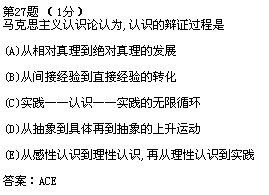 第27题 (1分)
马克思主义认识论认为,认识的辩证过程是
(A)从相对真理到绝对真理的发展
(B)从间接经验到直接经验的转化
(C)实践——认识——实践的无限循环
(D)从抽象到具体再到抽象的上升运动
(E)从感性认识到理性认识,再从理性认识到实践
答案:ACE